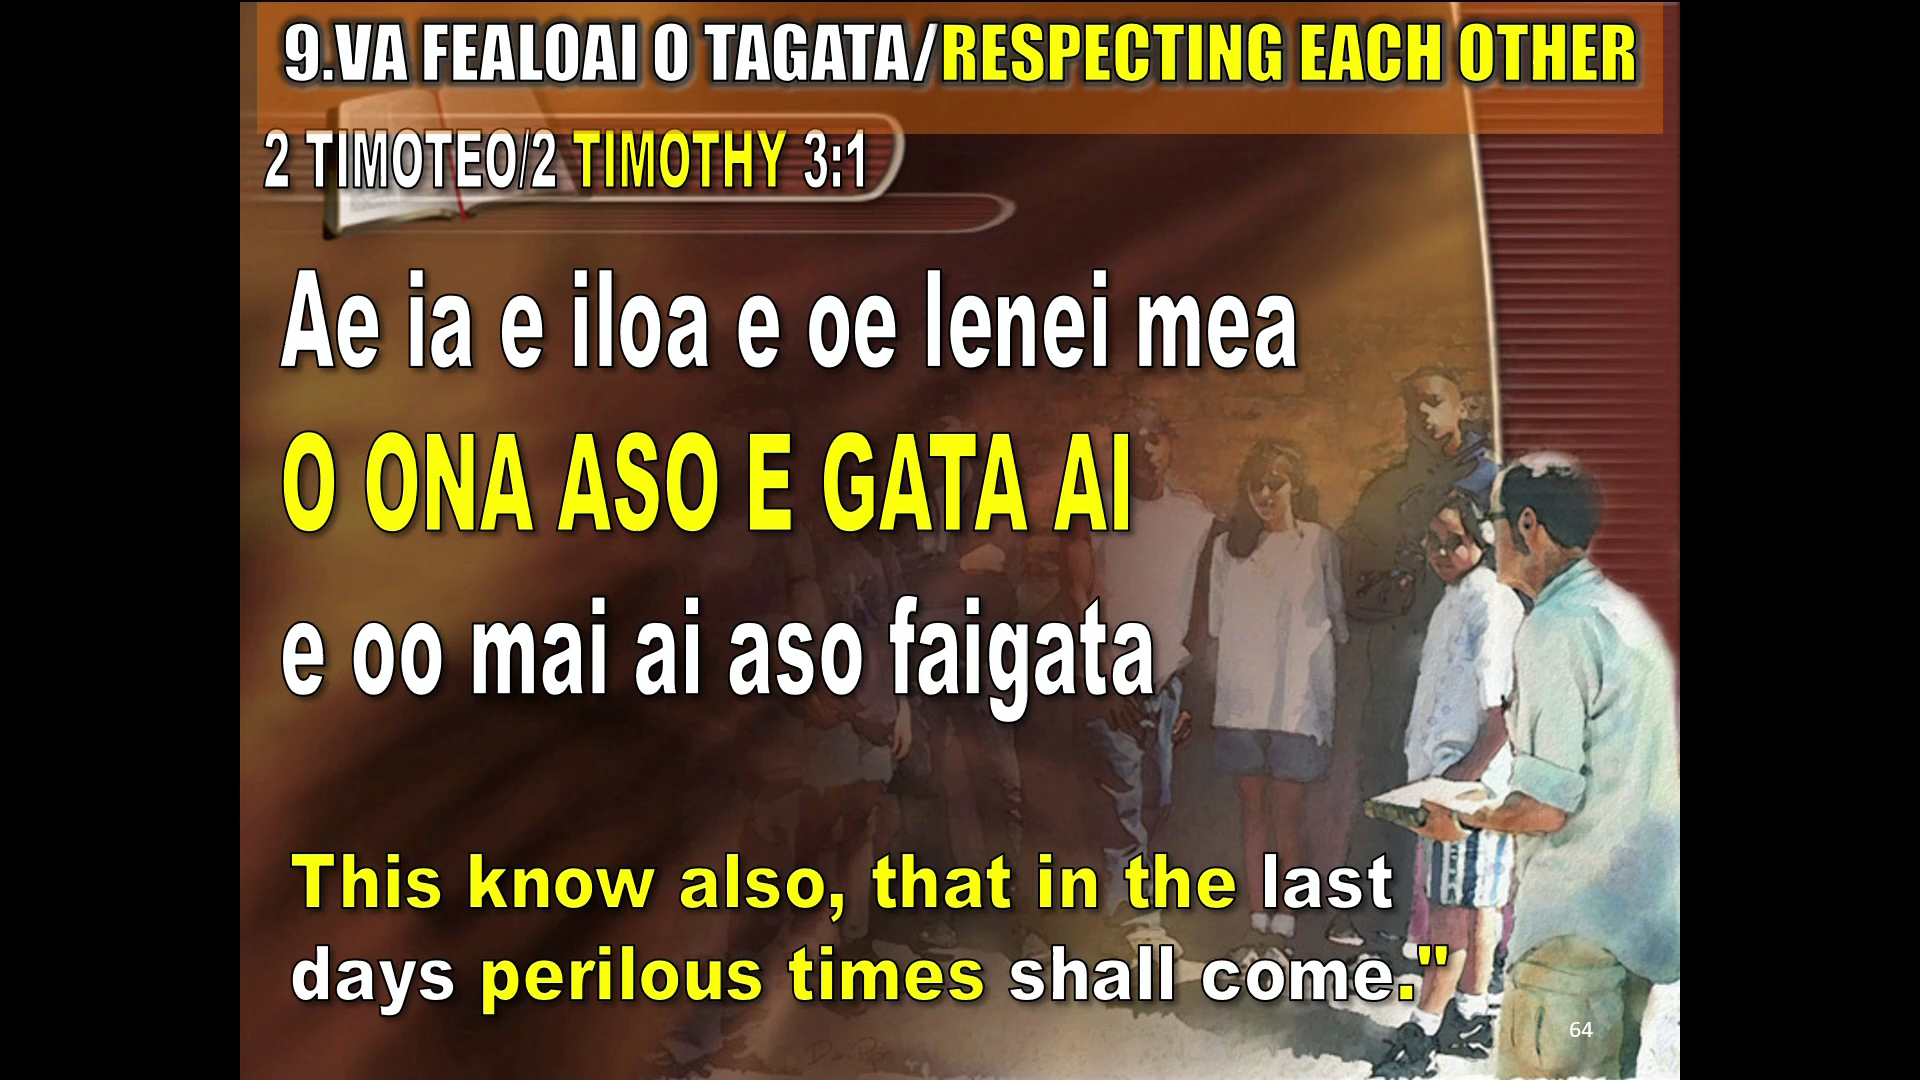 9.VA FEALOAI O TAGATA/RESPECTING EACH OTHER
2 TIMOTEO/2 TIMOTHY 3:1
Ae ia e iloa e oe lenei mea
O ONA ASO E GATA AI
e oo mai ai aso faigata
This know also, that in the last
days perilous times shall come."
64